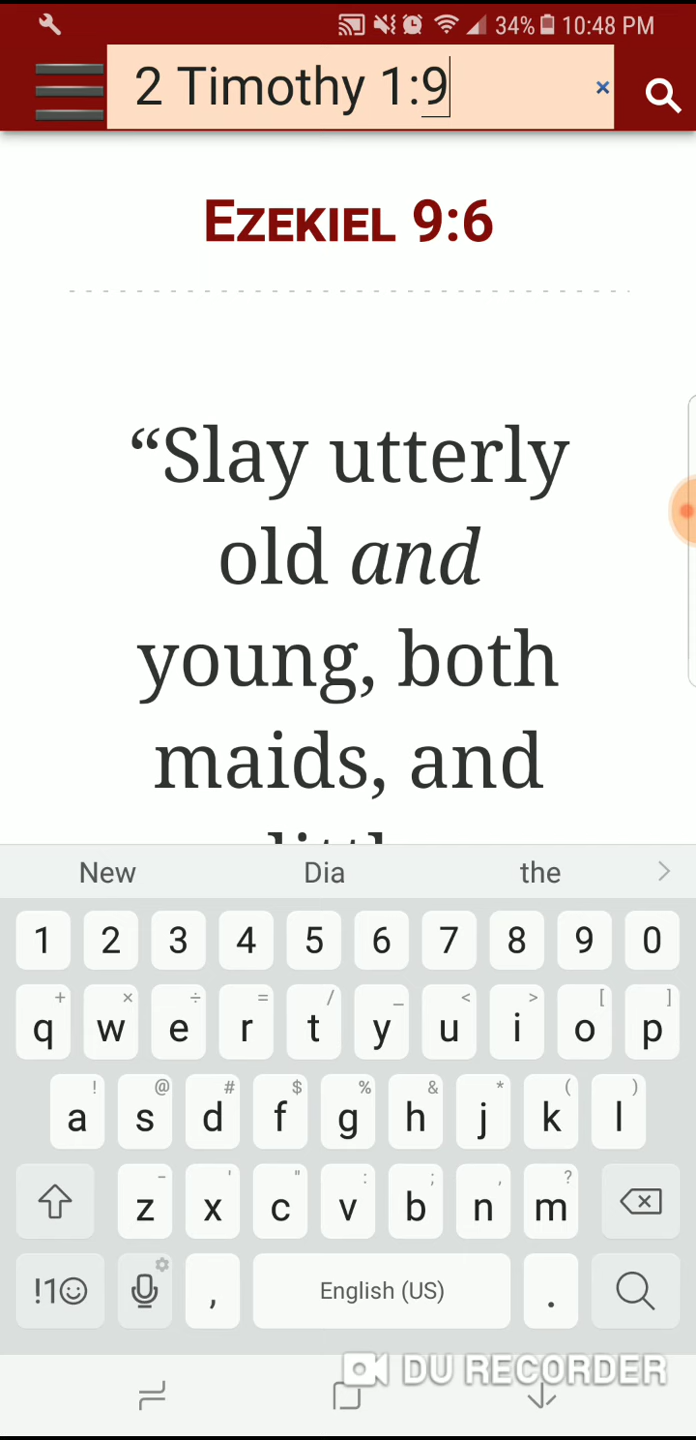 34% 10:48 PM
2 Timothy 1:9 ×
EZEKIEL 9:6
“Slay utterly
old and
young, both
maids, and
New Dia the >
1 2 3 4 5 6 7 8 9 0
+ × ÷ = / _ < > [ ]
q w e r t y u i o p
! @ # $ % & * ( )
a s d f g h j k l
- ' " : ; , ?
z x c v b n m
!1☺ , English (US) .
DU RECORDER